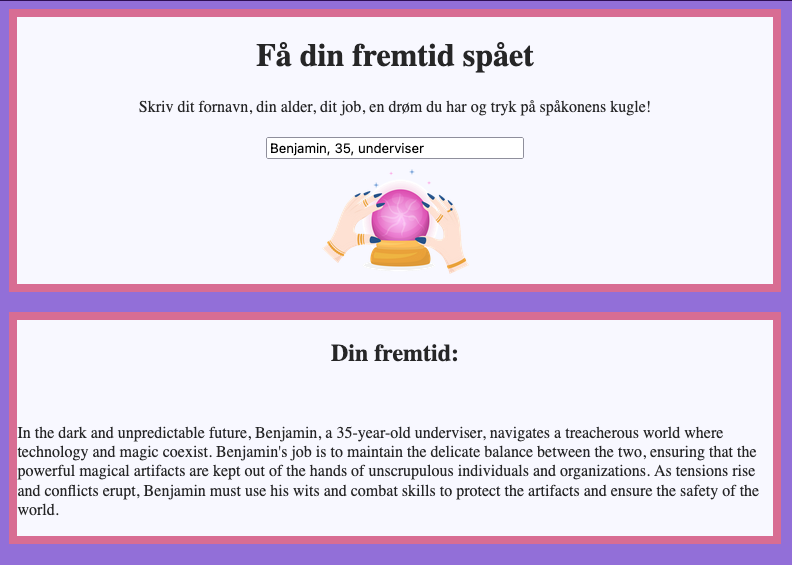 Få din fremtid spået
Skriv dit fornavn, din alder, dit job, en drøm du har og tryk på spåkonens kugle!
Benjamin, 35, underviser
Din fremtid:
In the dark and unpredictable future, Benjamin, a 35-year-old underviser, navigates a treacherous world where
technology and magic coexist. Benjamin's job is to maintain the delicate balance between the two, ensuring that the
powerful magical artifacts are kept out of the hands of unscrupulous individuals and organizations. As tensions rise
and conflicts erupt, Benjamin must use his wits and combat skills to protect the artifacts and ensure the safety of the
world.